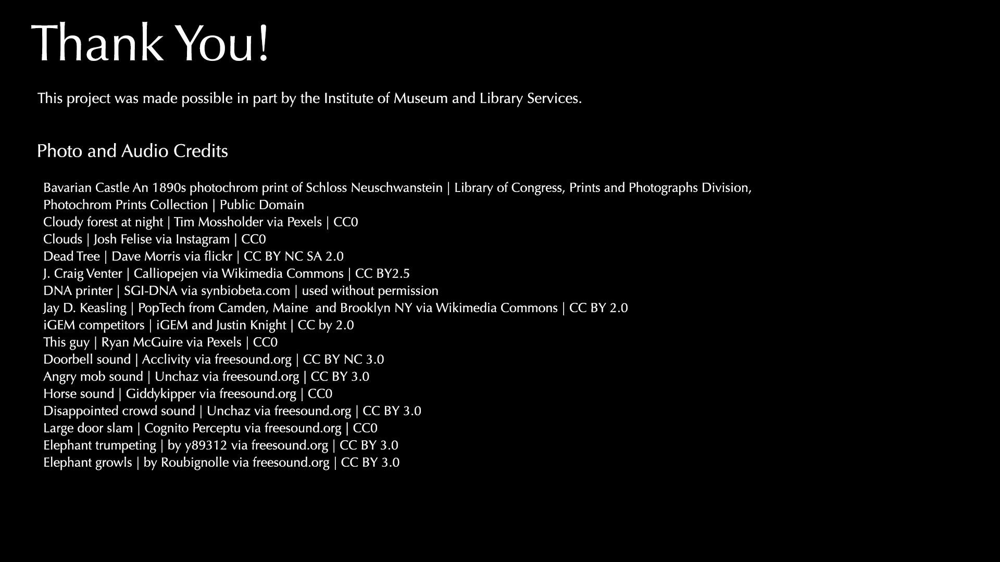 Thank You!
This project was made possible in part by the Institute of Museum and Library Services.
Photo and Audio Credits
Bavarian Castle An 1890s photochrom print of Schloss Neuschwanstein | Library of Congress, Prints and Photographs Division,
Photochrom Prints Collection | Public Domain
Cloudy forest at night | Tim Mossholder via Pexels | CC0
Clouds | Josh Felise via Instagram | CC0
Dead Tree | Dave Morris via flickr | CC BY NC SA 2.0
J. Craig Venter | Calliopejen via Wikimedia Commons | CC BY2.5
DNA printer | SGI-DNA via synbiobeta.com | used without permission
Jay D. Keasling | PopTech from Camden, Maine  and Brooklyn NY via Wikimedia Commons | CC BY 2.0
iGEM competitors | iGEM and Justin Knight | CC by 2.0
This guy | Ryan McGuire via Pexels | CC0
Doorbell sound | Acclivity via freesound.org | CC BY NC 3.0
Angry mob sound | Unchaz via freesound.org | CC BY 3.0
Horse sound | Giddykipper via freesound.org | CC0
Disappointed crowd sound | Unchaz via freesound.org | CC BY 3.0
Large door slam | Cognito Perceptu via freesound.org | CC0
Elephant trumpeting | by y89312 via freesound.org | CC BY 3.0
Elephant growls | by Roubignolle via freesound.org | CC BY 3.0